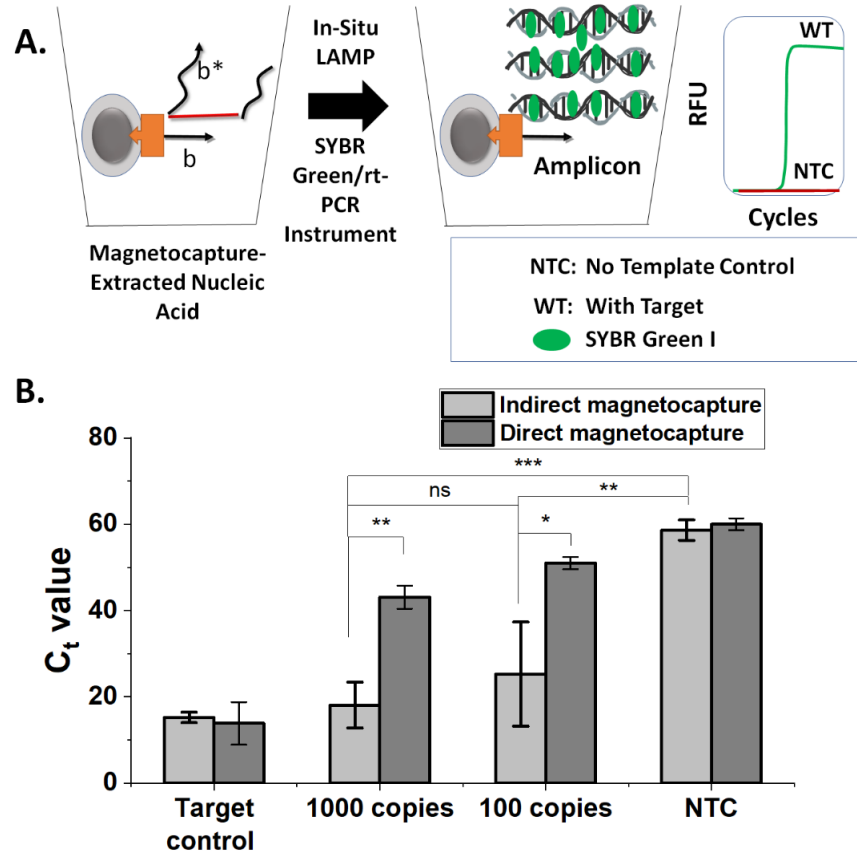 A.
b*
b
Magnetocapture-
Extracted Nucleic
Acid
In-Situ
LAMP
SYBR
Green/rt-
PCR
Instrument
Amplicon
RFU
WT
NTC
Cycles
NTC: No Template Control
WT: With Target
SYBR Green I
B.
Indirect magnetocapture
Direct magnetocapture
Ct value
80
60
40
20
0
***
ns
**
**
*
Target
control
1000 copies
100 copies
NTC